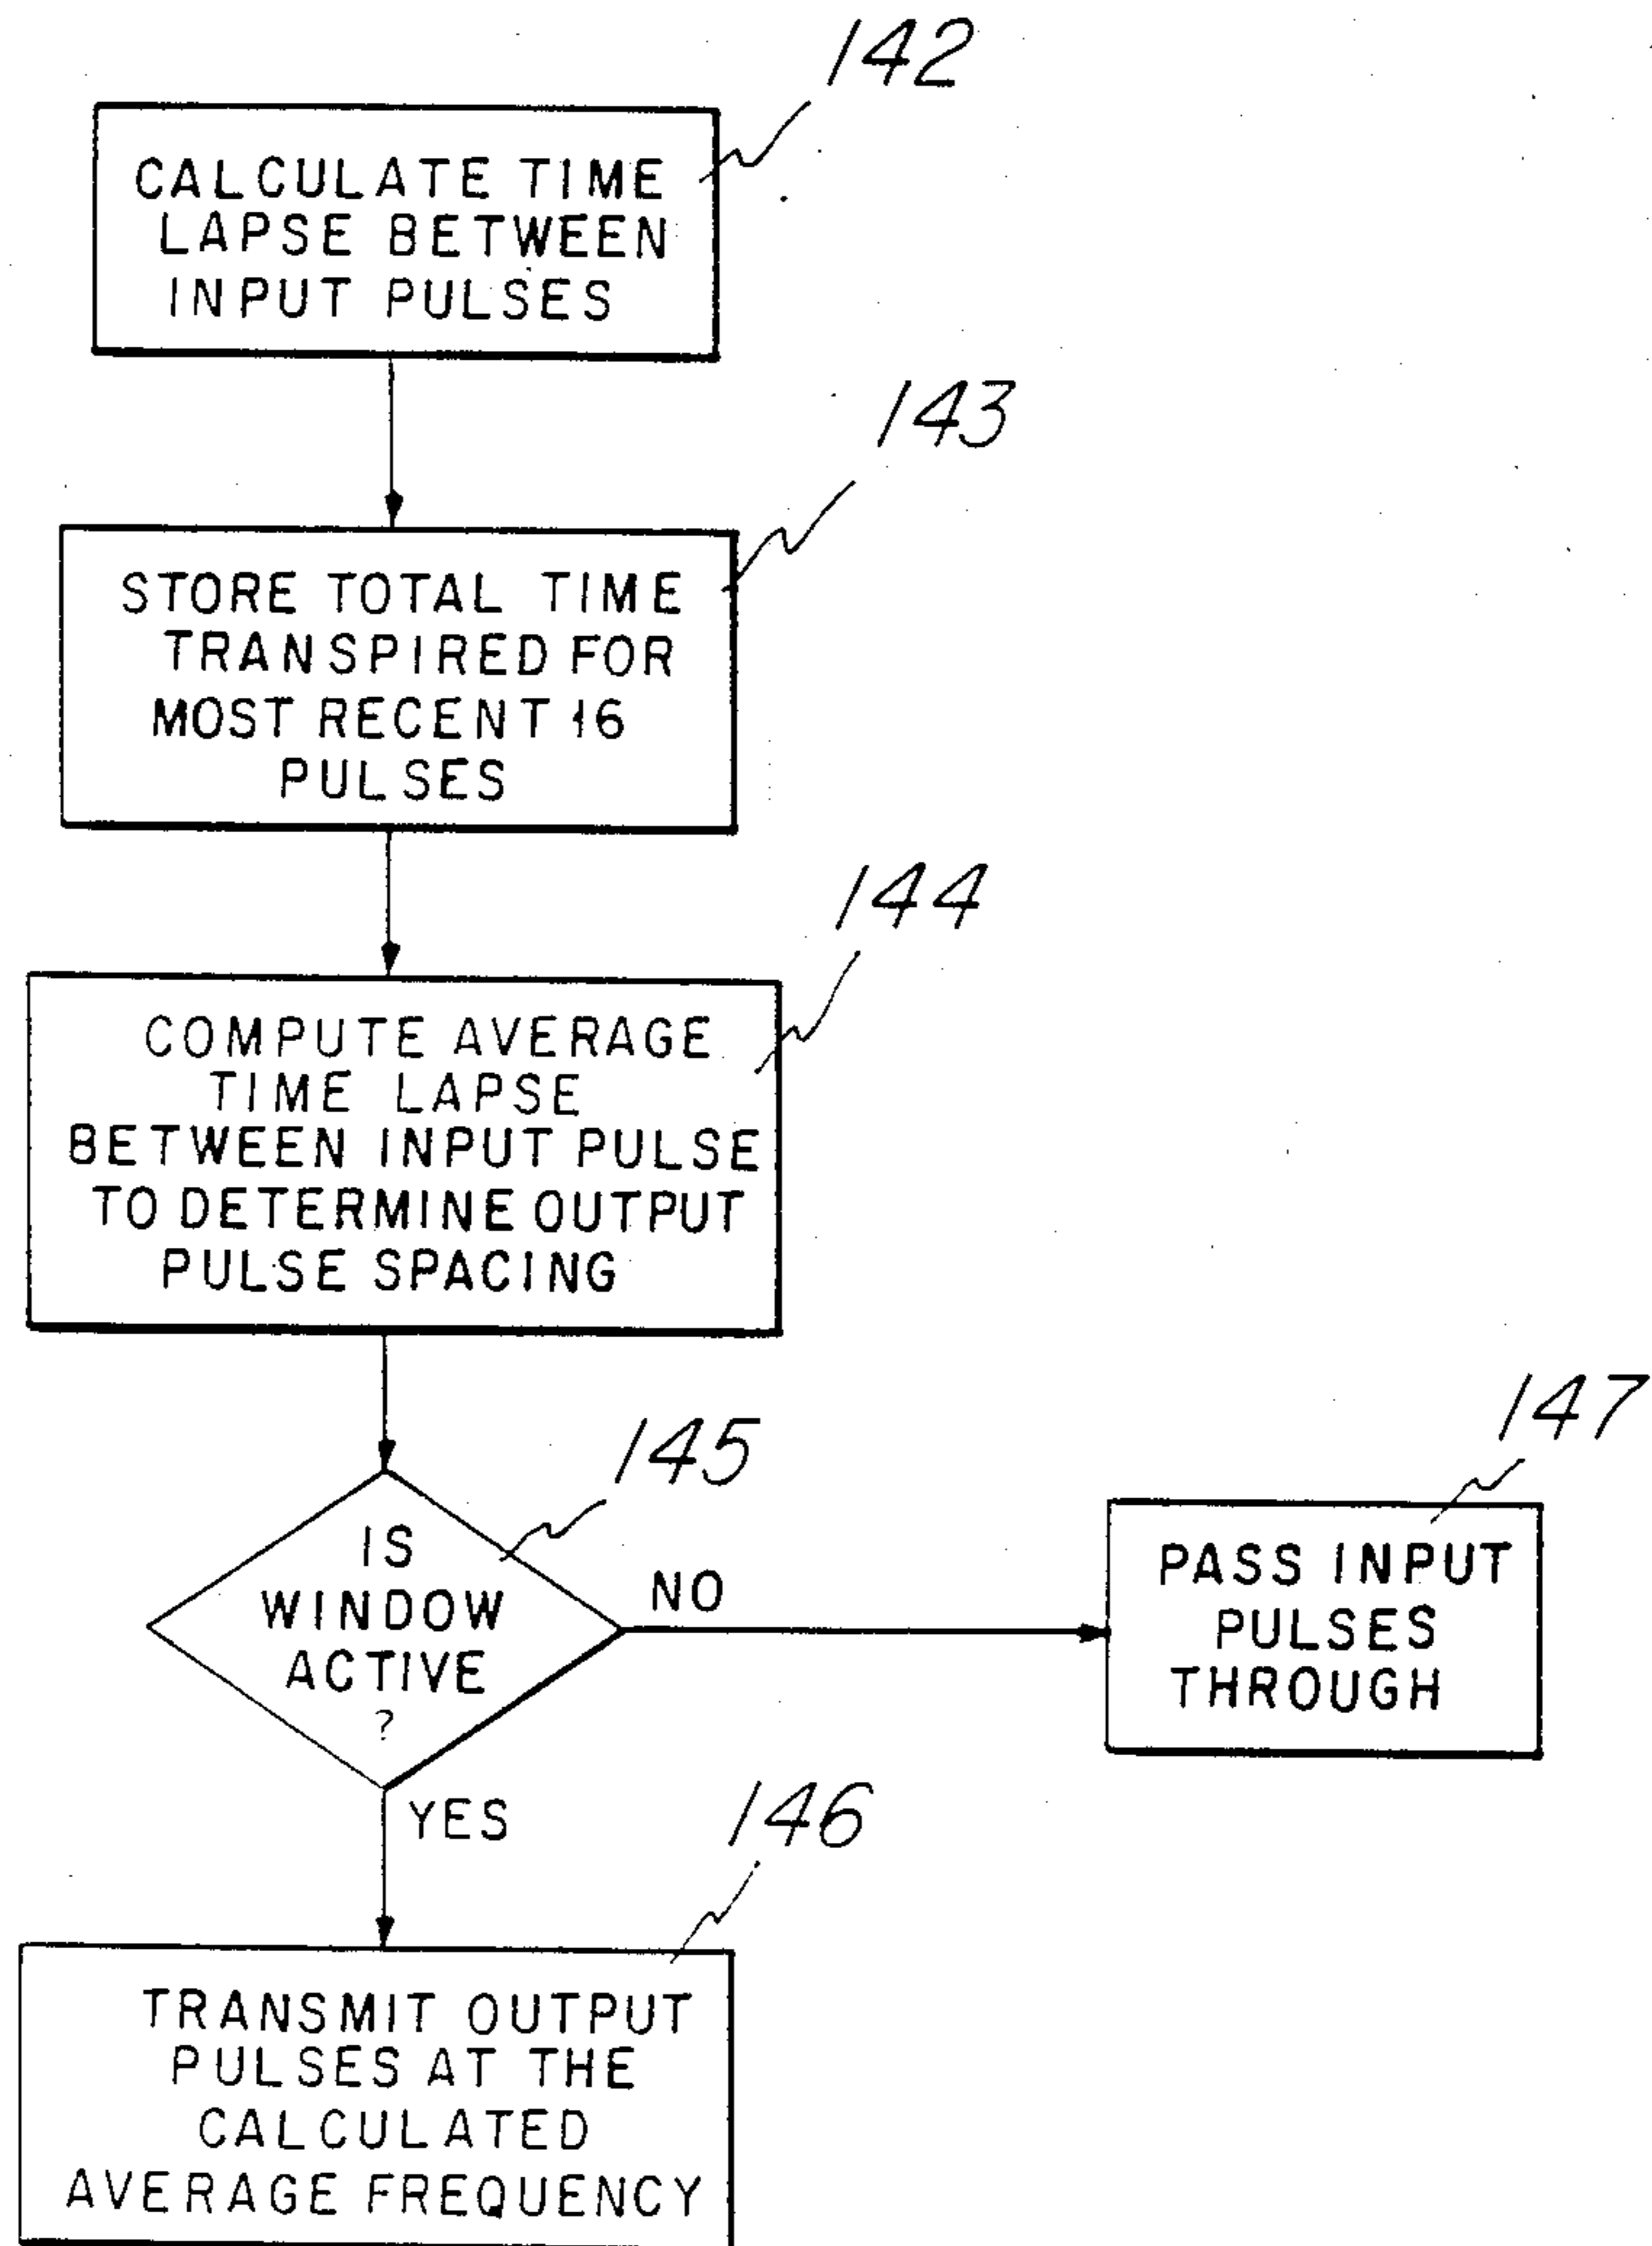 142
CALCULATE TIME
LAPSE BETWEEN
INPUT PULSES
143
STORE TOTAL TIME
TRANSPIRED FOR
MOST RECENT 16
PULSES
144
COMPUTE AVERAGE
TIME LAPSE
BETWEEN INPUT PULSE
TO DETERMINE OUTPUT
PULSE SPACING
145
IS
WINDOW
ACTIVE
?
NO
147
PASS INPUT
PULSES
THROUGH
YES
146
TRANSMIT OUTPUT
PULSES AT THE
CALCULATED
AVERAGE FREQUENCY